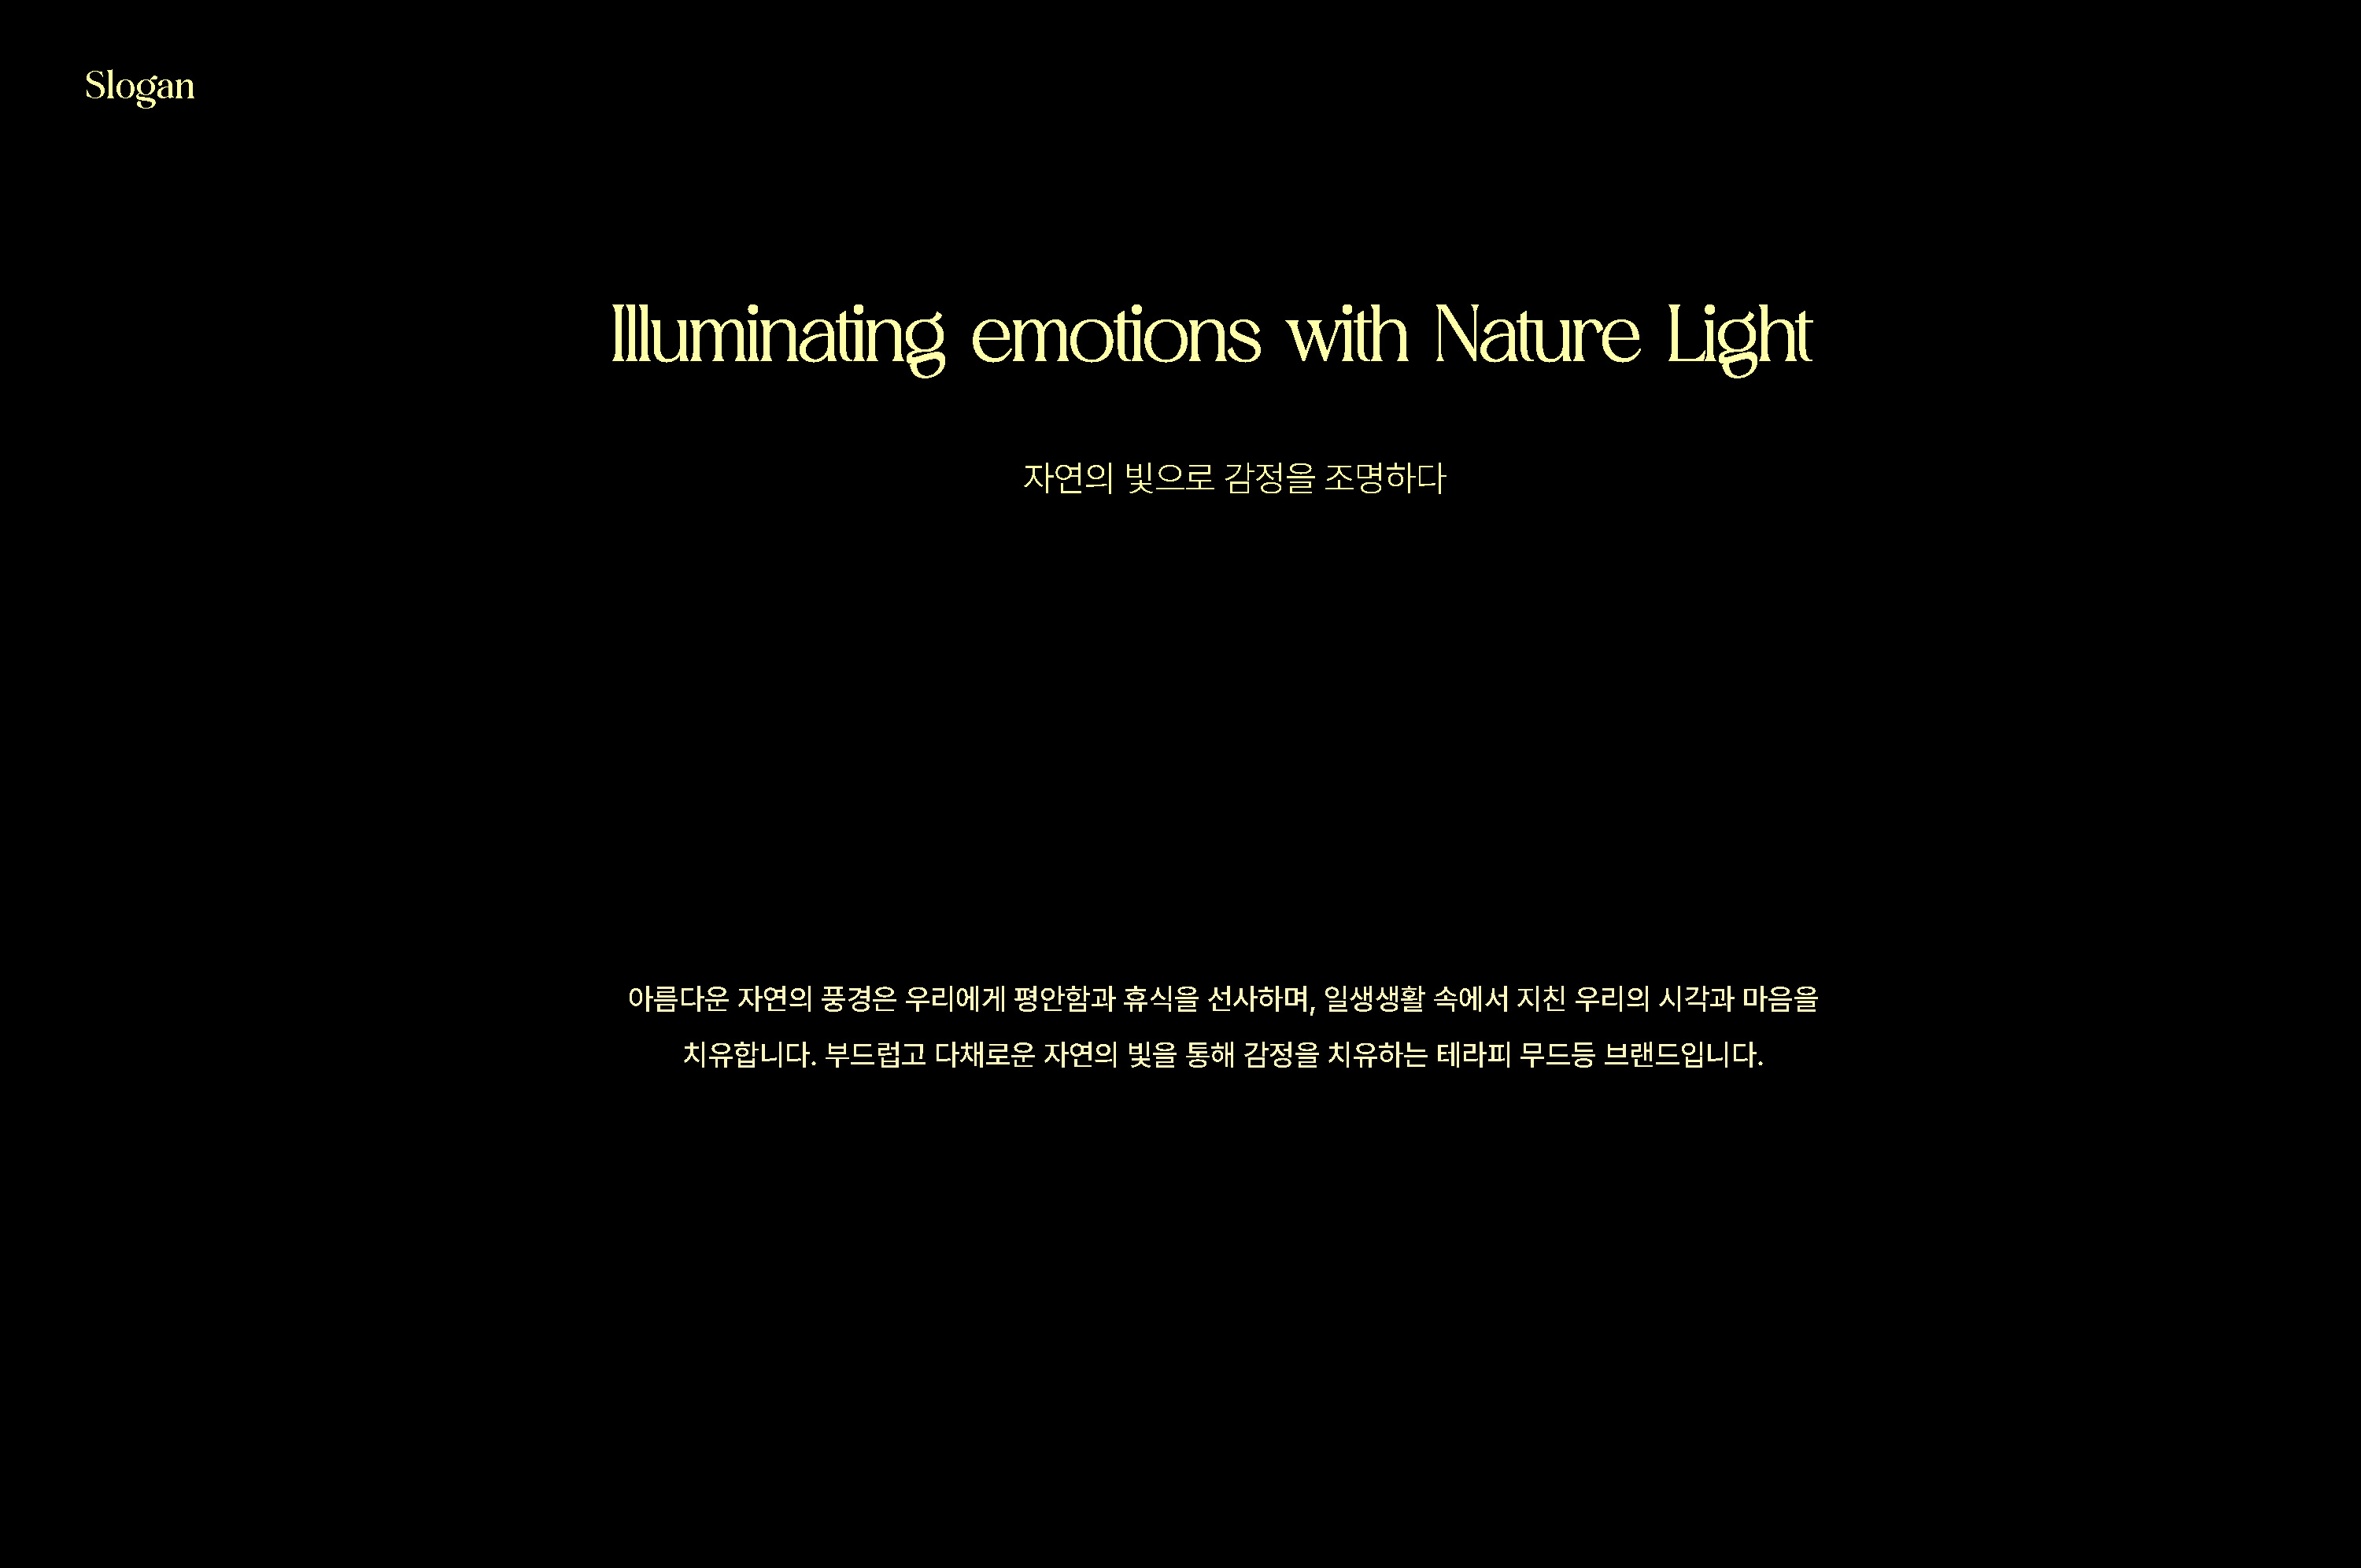 Slogan
Illuminating emotions with Nature Light
자연의 빛으로 감정을 조명하다
아름다운 자연의 풍경은 우리에게 평안함과 휴식을 선사하며, 일생생활 속에서 지친 우리의 시각과 마음을
치유합니다. 부드럽고 다채로운 자연의 빛을 통해 감정을 치유하는 테라피 무드등 브랜드입니다.